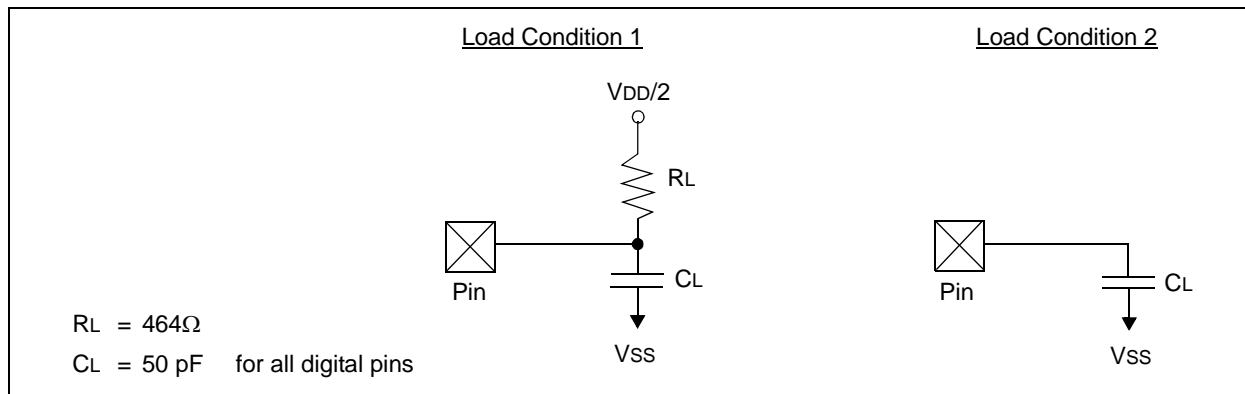 Load Condition 1
VDD/2
RL
Pin
CL
VSS
Load Condition 2
Pin
CL
VSS
RL = 464Ω
CL = 50 pF for all digital pins